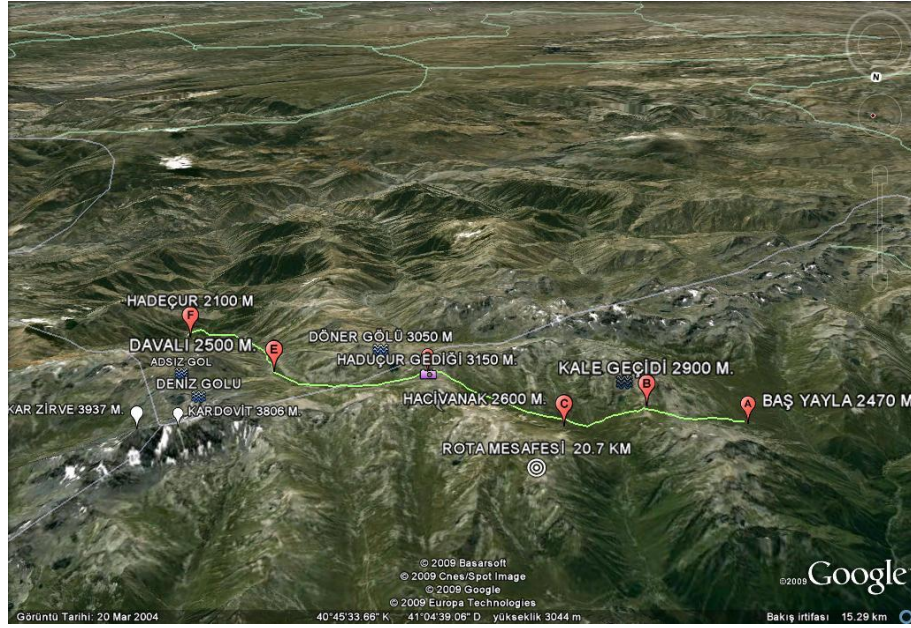 N
HADEÇUR 2100 M
F
DAVALI 2500 M.
E
DÖNER GÖLÜ 3050 M.
ADSIZ GÖL
HADUÇUR GEDİĞİ 3150 M.
KALE GEÇİDİ 2900 M.
DENİZ GOLU
B
HACİVANAK 2600 M.
C
A
BAŞ YAYLA 2470 M
KAR ZİRVE 3937 M.
KARDOVİT 3806 M.
ROTA MESAFESİ 20.7 KM
© 2009 Basarsoft
© 2009 Cnes/Spot Image
© 2009 Google
© 2009 Europa Technologies
©2009 Google
Görüntü Tarihi: 20 Mar 2004
40°45'33.66" K 41°04'39.06" D yükseklik 3044 m
Bakış irtifası 15.29 km